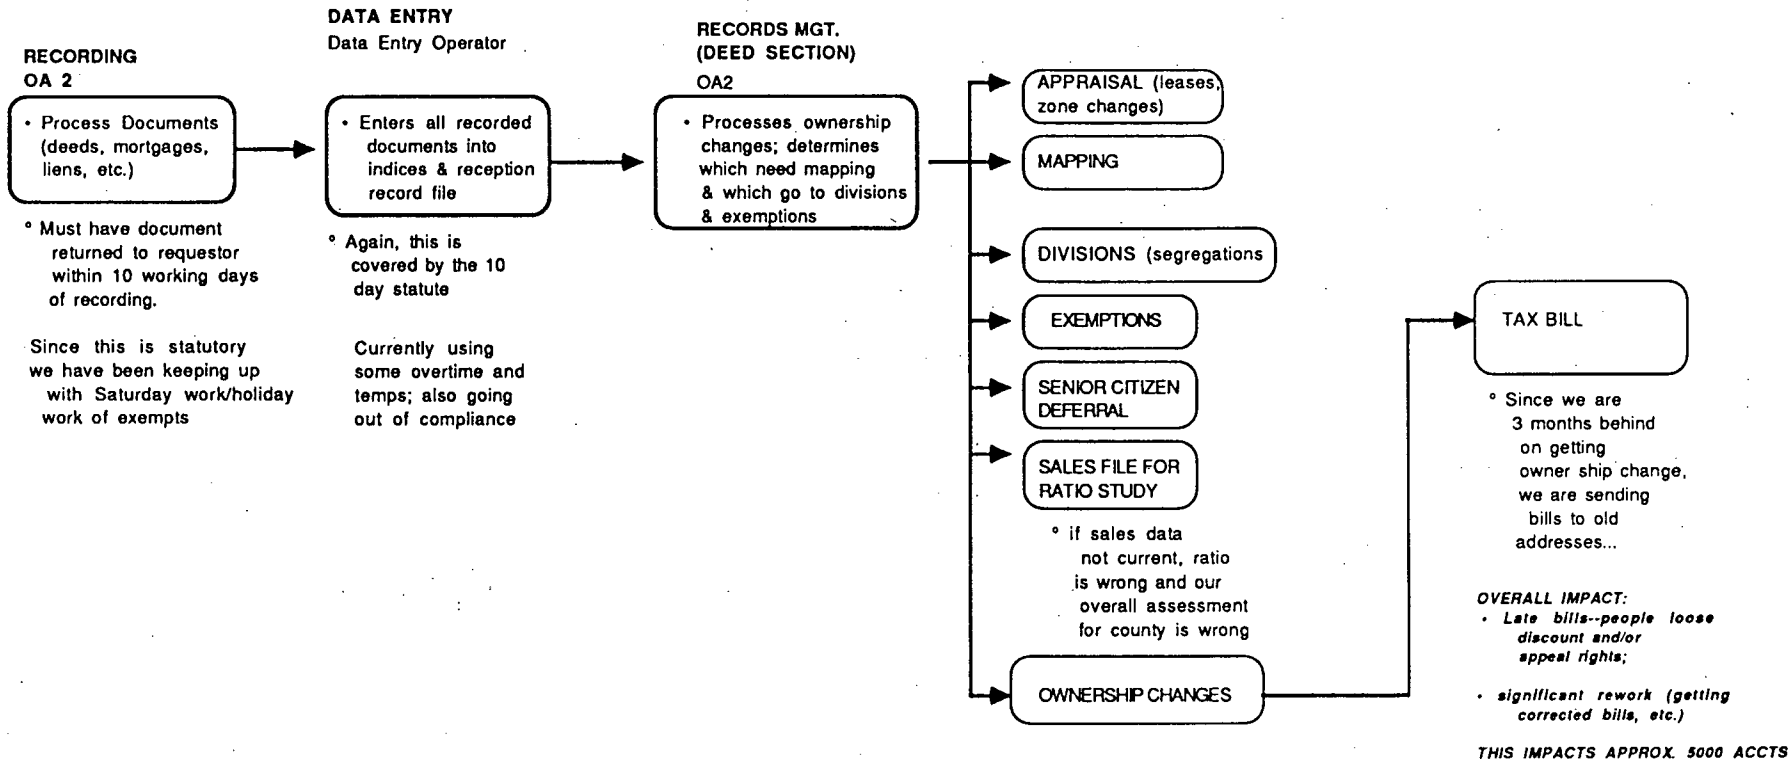 RECORDING
OA 2
• Process Documents
(deeds, mortgages,
liens, etc.)
° Must have document
returned to requestor
within 10 working days
of recording.
Since this is statutory
we have been keeping up
with Saturday work/holiday
work of exempts
DATA ENTRY
Data Entry Operator
• Enters all recorded
documents into
indices & reception
record file
° Again, this is
covered by the 10
day statute
Currently using
some overtime and
temps; also going
out of compliance
RECORDS MGT.
(DEED SECTION)
OA2
• Processes ownership
changes; determines
which need mapping
& which go to divisions
& exemptions
APPRAISAL (leases,
zone changes)
MAPPING
DIVISIONS (segregations
EXEMPTIONS
SENIOR CITIZEN
DEFERRAL
SALES FILE FOR
RATIO STUDY
° if sales data
not current, ratio
is wrong and our
overall assessment
for county is wrong
OWNERSHIP CHANGES
TAX BILL
° Since we are
3 months behind
on getting
owner ship change,
we are sending
bills to old
addresses...
OVERALL IMPACT:
• Late bills--people loose
discount and/or
appeal rights;
• significant rework (getting
corrected bills, etc.)
THIS IMPACTS APPROX. 5000 ACCTS